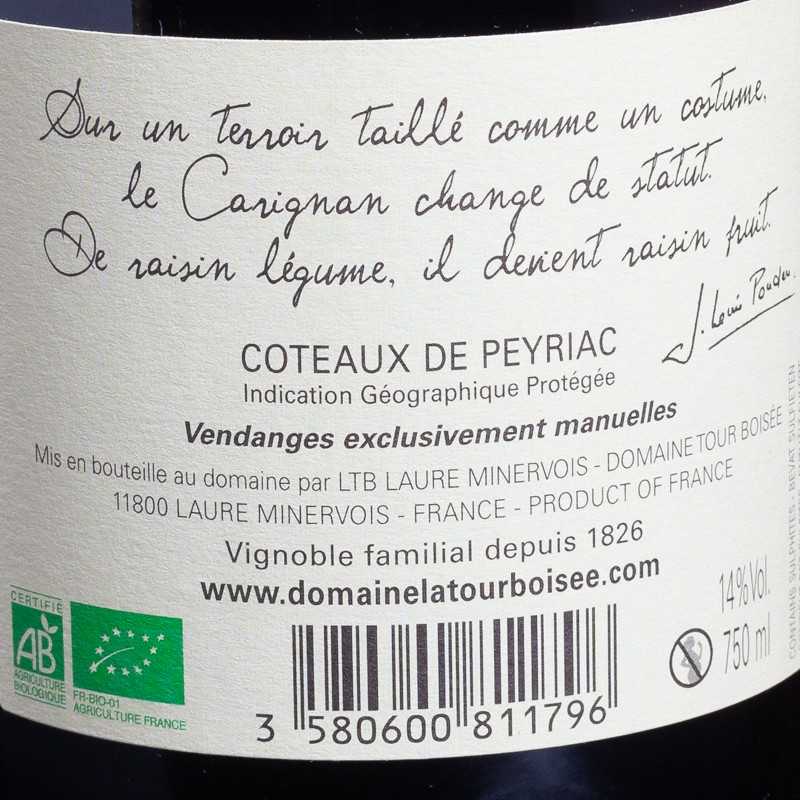 Sur un terroir taillé comme un costume,
le Carignan change de statut.
De raisin légume, il devient raisin fruit.
J. Louis Poudou
COTEAUX DE PEYRIAC
Indication Géographique Protégée
Vendanges exclusivement manuelles
Mis en bouteille au domaine par LTB LAURE MINERVOIS - DOMAINE TOUR BOISÉE
11800 LAURE MINERVOIS - FRANCE - PRODUCT OF FRANCE
Vignoble familial depuis 1826
www.domainelatourboisee.com
CERTIFIÉ
AB
AGRICULTURE
BIOLOGIQUE
FR-BIO-01
AGRICULTURE FRANCE
3 580600 811796
14%Vol.
750 ml
CONTAINS SULPHITES - BEVAT SULFIETEN